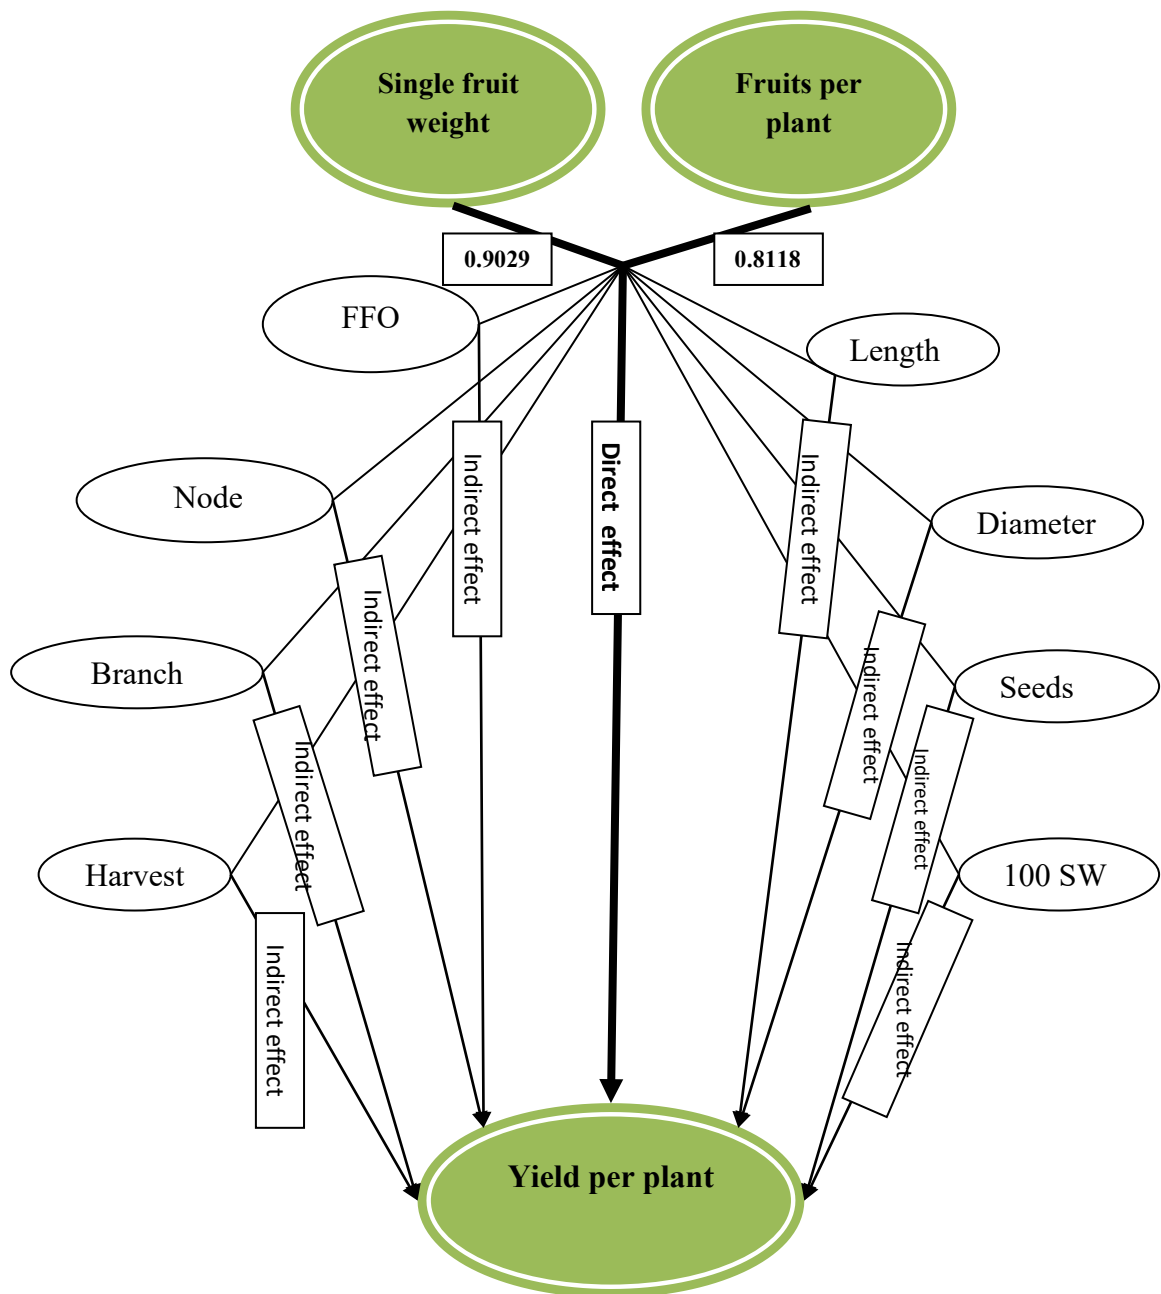 Single fruit
weight
Fruits per
plant
0.9029
0.8118
FFO
Length
Node
Diameter
Branch
Seeds
Harvest
100 SW
Indirect effect
Indirect effect
Indirect effect
Indirect effect
Direct effect
Indirect effect
Indirect effect
Indirect effect
Indirect effect
Yield per plant